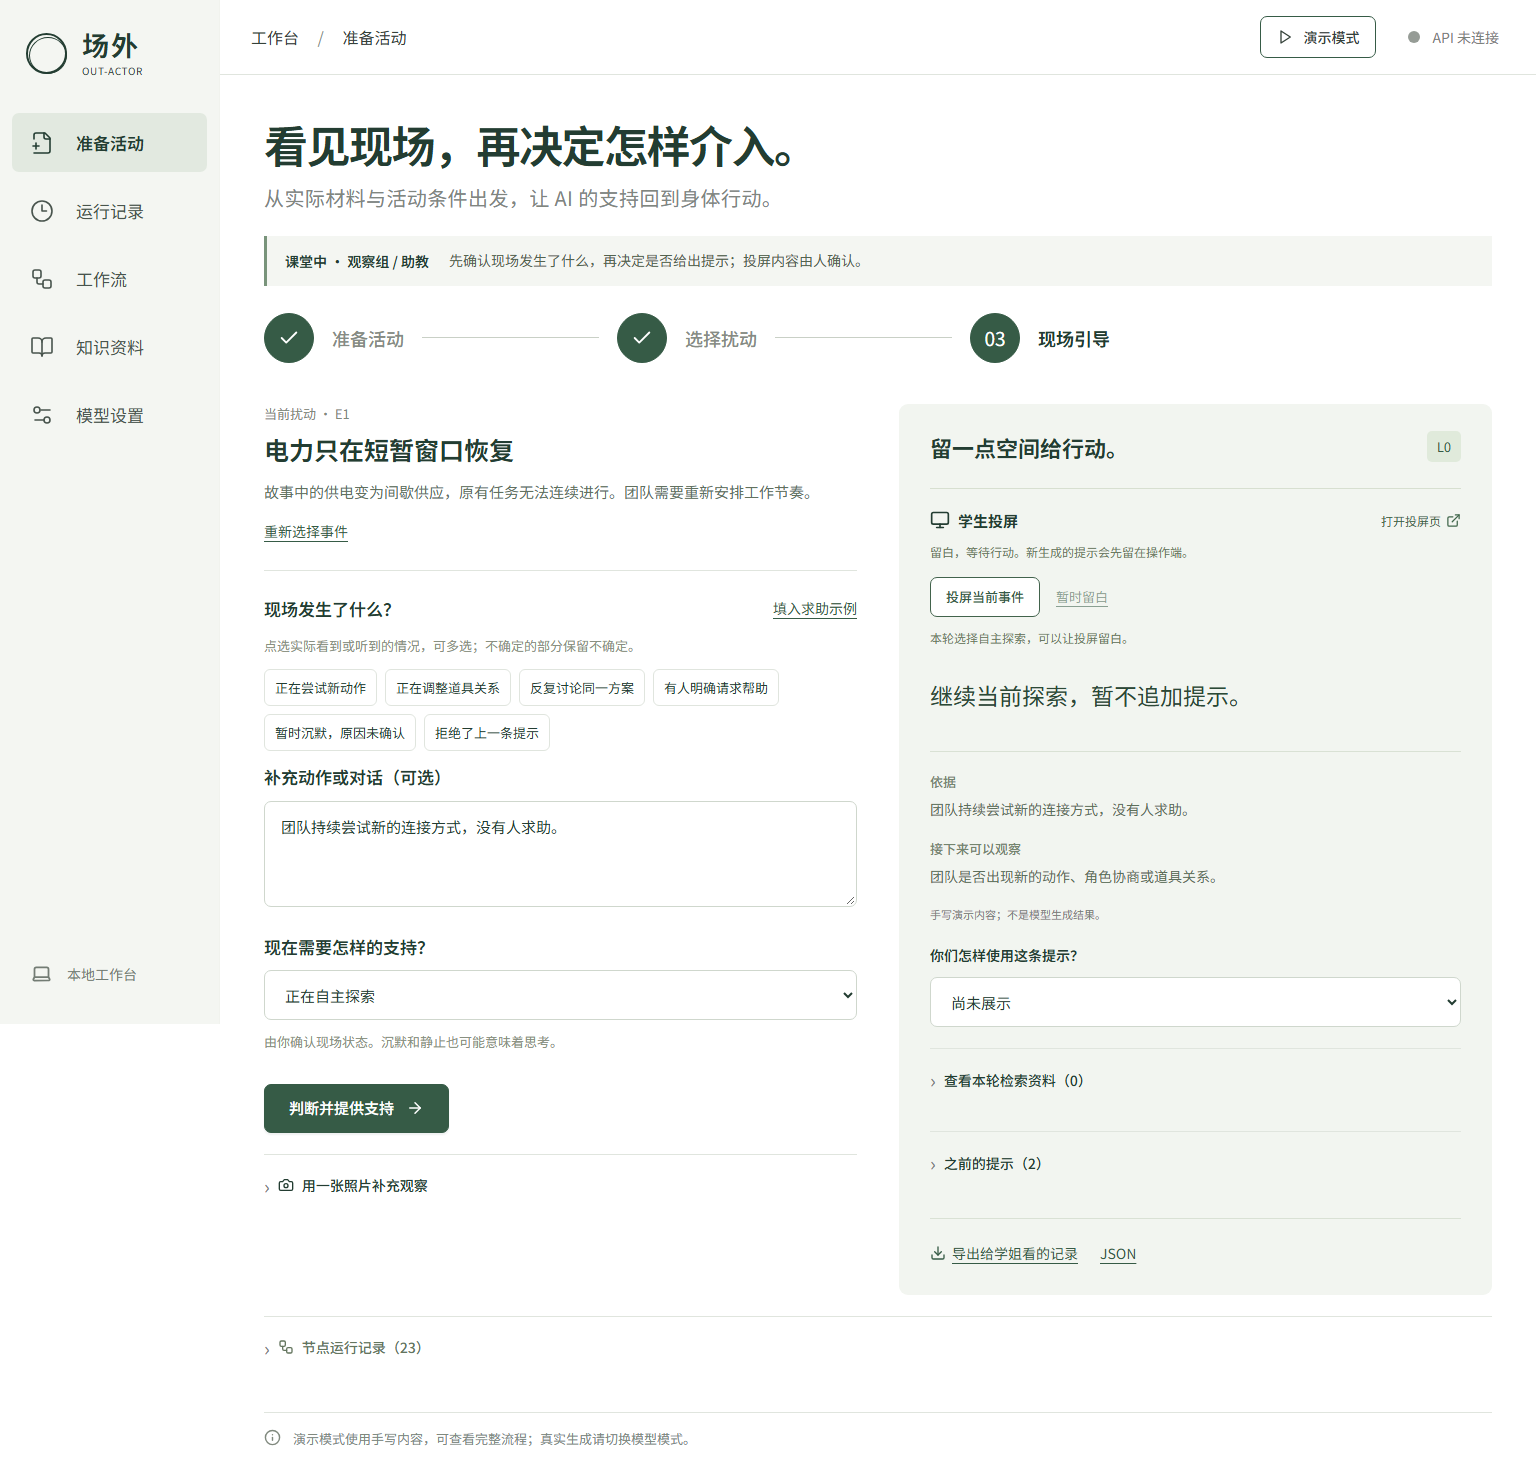 场外
OUT-ACTOR
准备活动
运行记录
工作流
知识资料
模型设置
本地工作台
工作台 / 准备活动
演示模式
API 未连接
看见现场，再决定怎样介入。
从实际材料与活动条件出发，让 AI 的支持回到身体行动。
课堂中 · 观察组 / 助教 先确认现场发生了什么，再决定是否给出提示；投屏内容由人确认。
准备活动
选择扰动
03 现场引导
当前扰动 · E1
电力只在短暂窗口恢复
故事中的供电变为间歇供应，原有任务无法连续进行。团队需要重新安排工作节奏。
重新选择事件
现场发生了什么？ 填入求助示例
点选实际看到或听到的情况，可多选；不确定的部分保留不确定。
正在尝试新动作 正在调整道具关系 反复讨论同一方案 有人明确请求帮助
暂时沉默，原因未确认 拒绝了上一条提示
补充动作或对话（可选）
团队持续尝试新的连接方式，没有人求助。
现在需要怎样的支持？
正在自主探索
由你确认现场状态。沉默和静止也可能意味着思考。
判断并提供支持
用一张照片补充观察
留一点空间给行动。 L0
学生投屏 打开投屏页
留白，等待行动。新生成的提示会先留在操作端。
投屏当前事件 暂时留白
本轮选择自主探索，可以让投屏留白。
继续当前探索，暂不追加提示。
依据
团队持续尝试新的连接方式，没有人求助。
接下来可以观察
团队是否出现新的动作、角色协商或道具关系。
手写演示内容；不是模型生成结果。
你们怎样使用这条提示？
尚未展示
查看本轮检索资料（0）
之前的提示（2）
导出给学姐看的记录 JSON
节点运行记录（23）
演示模式使用手写内容，可查看完整流程；真实生成请切换模型模式。